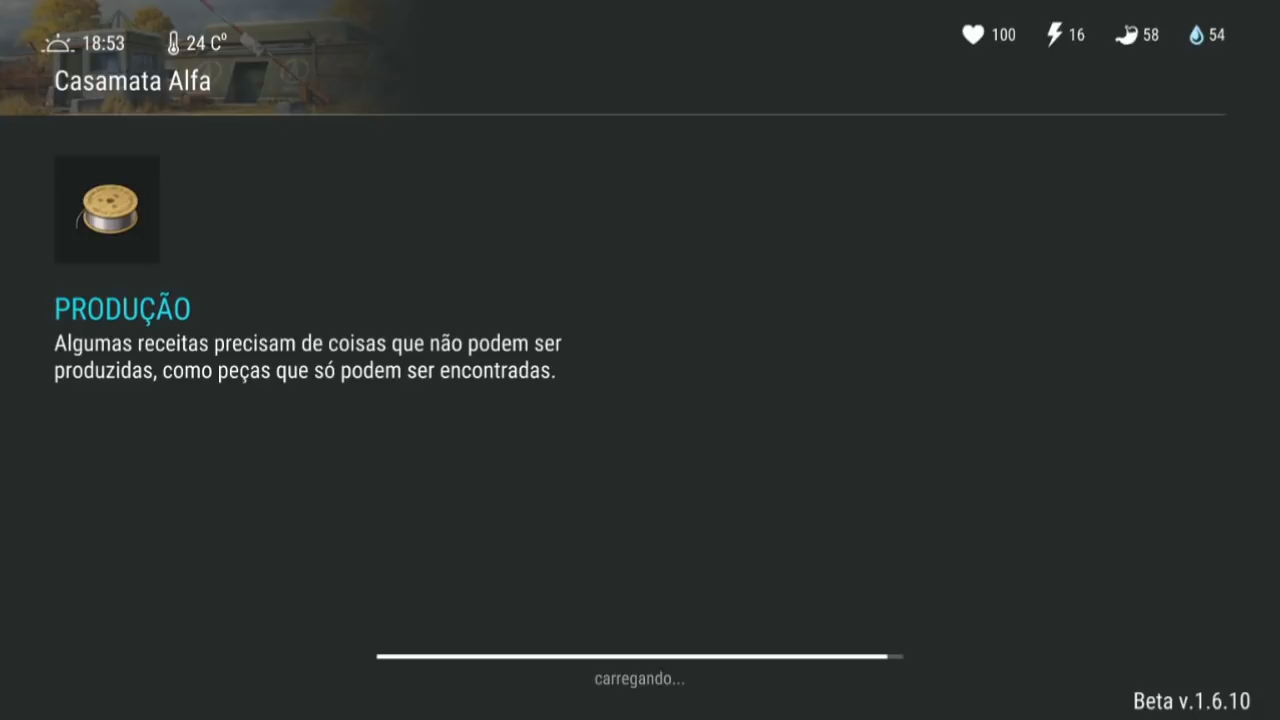 18:53
24 Cº
100
16
58
54
Casamata Alfa
PRODUÇÃO
Algumas receitas precisam de coisas que não podem ser
produzidas, como peças que só podem ser encontradas.
carregando...
Beta v.1.6.10